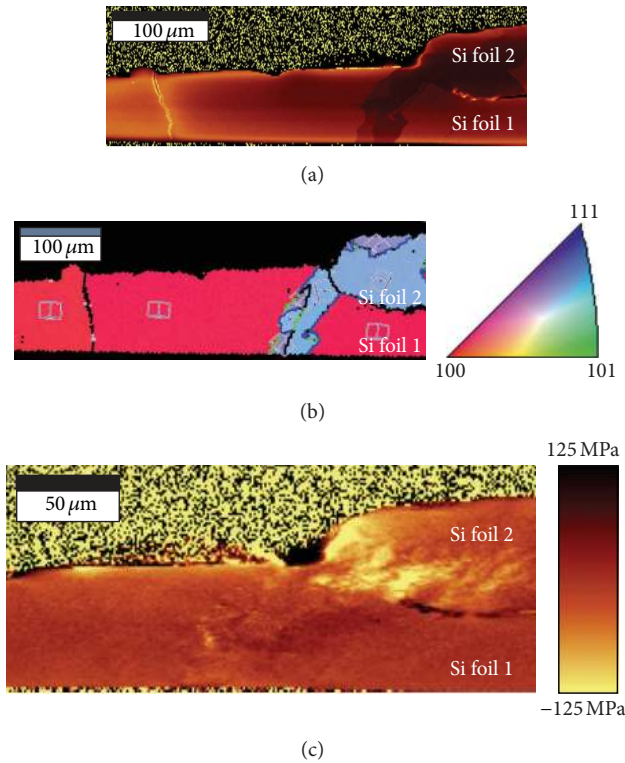 100 μm
Si foil 2
Si foil 1
(a)
100 μm
Si foil 2
Si foil 1
111
100
101
(b)
50 μm
Si foil 2
Si foil 1
125 MPa
−125 MPa
(c)